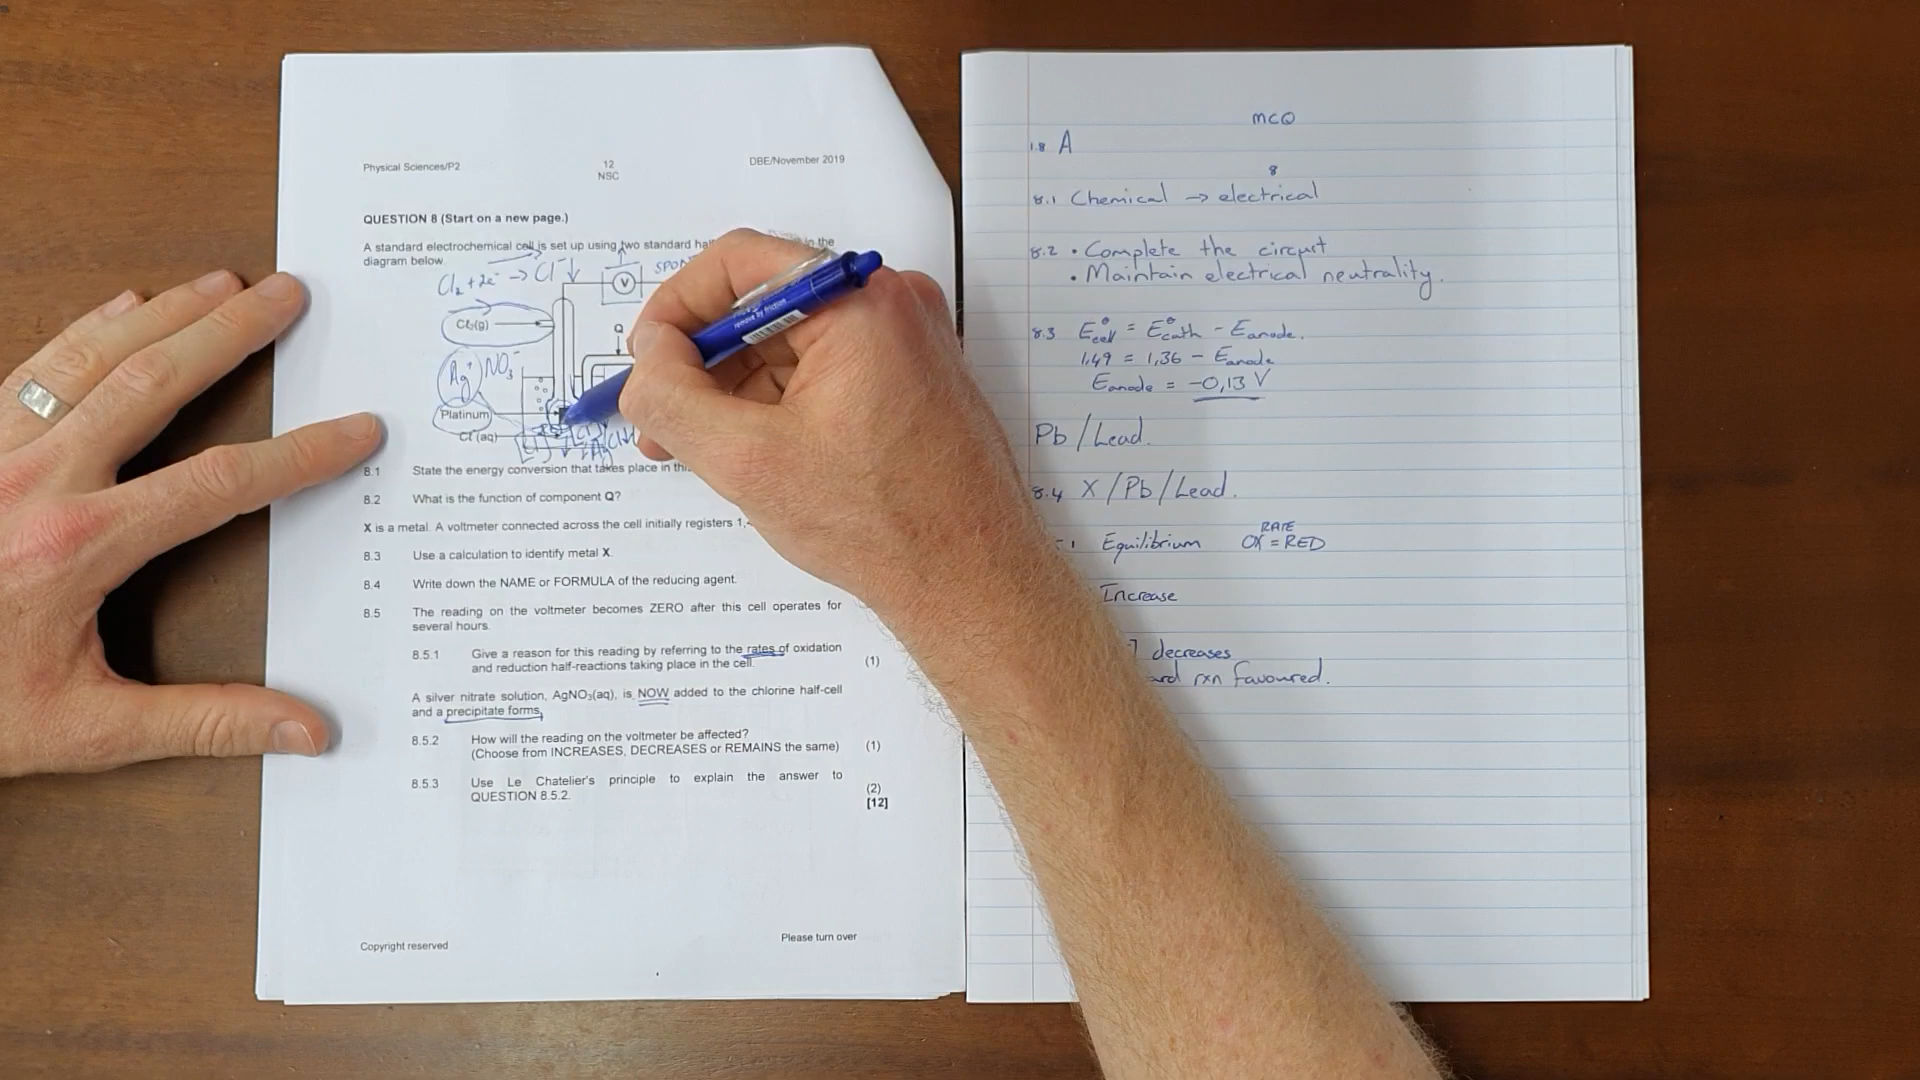 Physical Sciences/P2
12
NSC
DBE/November 2019
QUESTION 8 (Start on a new page.)
A standard electrochemical cell is set up using two standard in the
diagram below.
Cl₂ + 2e⁻ → Cl⁻ ↓
V
Cl₂(g)
Q
Ag⁺ NO₃⁻
Platinum
Cl⁻(aq)
8.1 State the energy conversion that takes place in
8.2 What is the function of component Q?
X is a metal. A voltmeter connected across the cell initially registers
8.3 Use a calculation to identify metal X.
8.4 Write down the NAME or FORMULA of the reducing agent.
8.5 The reading on the voltmeter becomes ZERO after this cell operates for
several hours.
8.5.1 Give a reason for this reading by referring to the rates of oxidation
and reduction half-reactions taking place in the cell. (1)
A silver nitrate solution, AgNO₃(aq), is NOW added to the chlorine half-cell
and a precipitate forms.
8.5.2 How will the reading on the voltmeter be affected?
(Choose from INCREASES, DECREASES or REMAINS the same) (1)
8.5.3 Use Le Chatelier's principle to explain the answer to
QUESTION 8.5.2. (2)
[12]
Copyright reserved
Please turn over
remove by friction
MCQ
1.8 A
8
8.1 Chemical → electrical
8.2 • Complete the circuit
• Maintain electrical neutrality.
8.3 E°cell = E°cath - Eanode.
1,49 = 1,36 - Eanode
Eanode = -0,13 V
Pb / Lead.
8.4 X / Pb / Lead.
RATE
Equilibrium OX = RED
Increase
] decreases
rxn favoured.